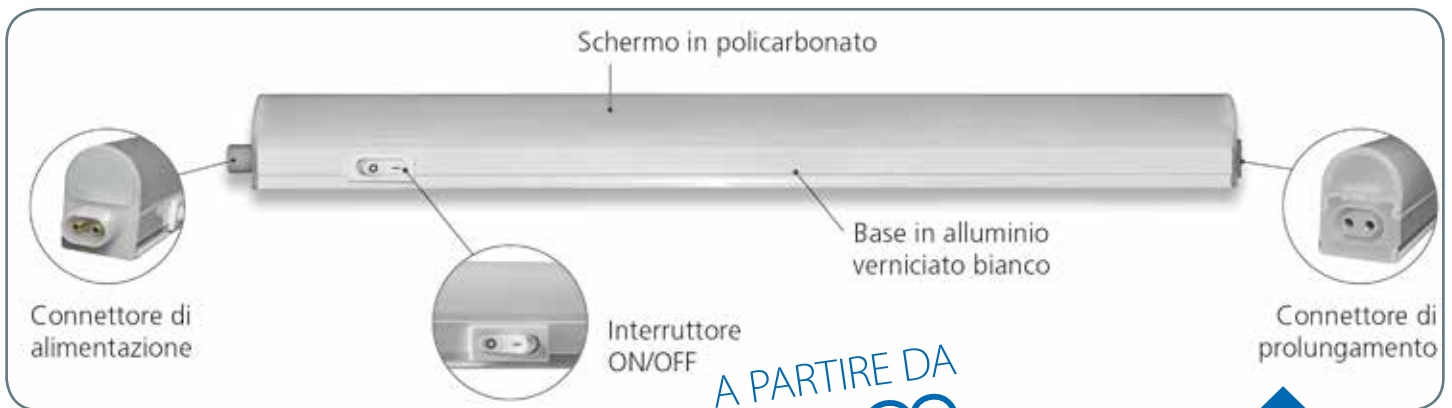 Schermo in policarbonato
Base in alluminio
verniciato bianco
Connettore di
alimentazione
Interruttore
ON/OFF
Connettore di
prolungamento
A PARTIRE DA